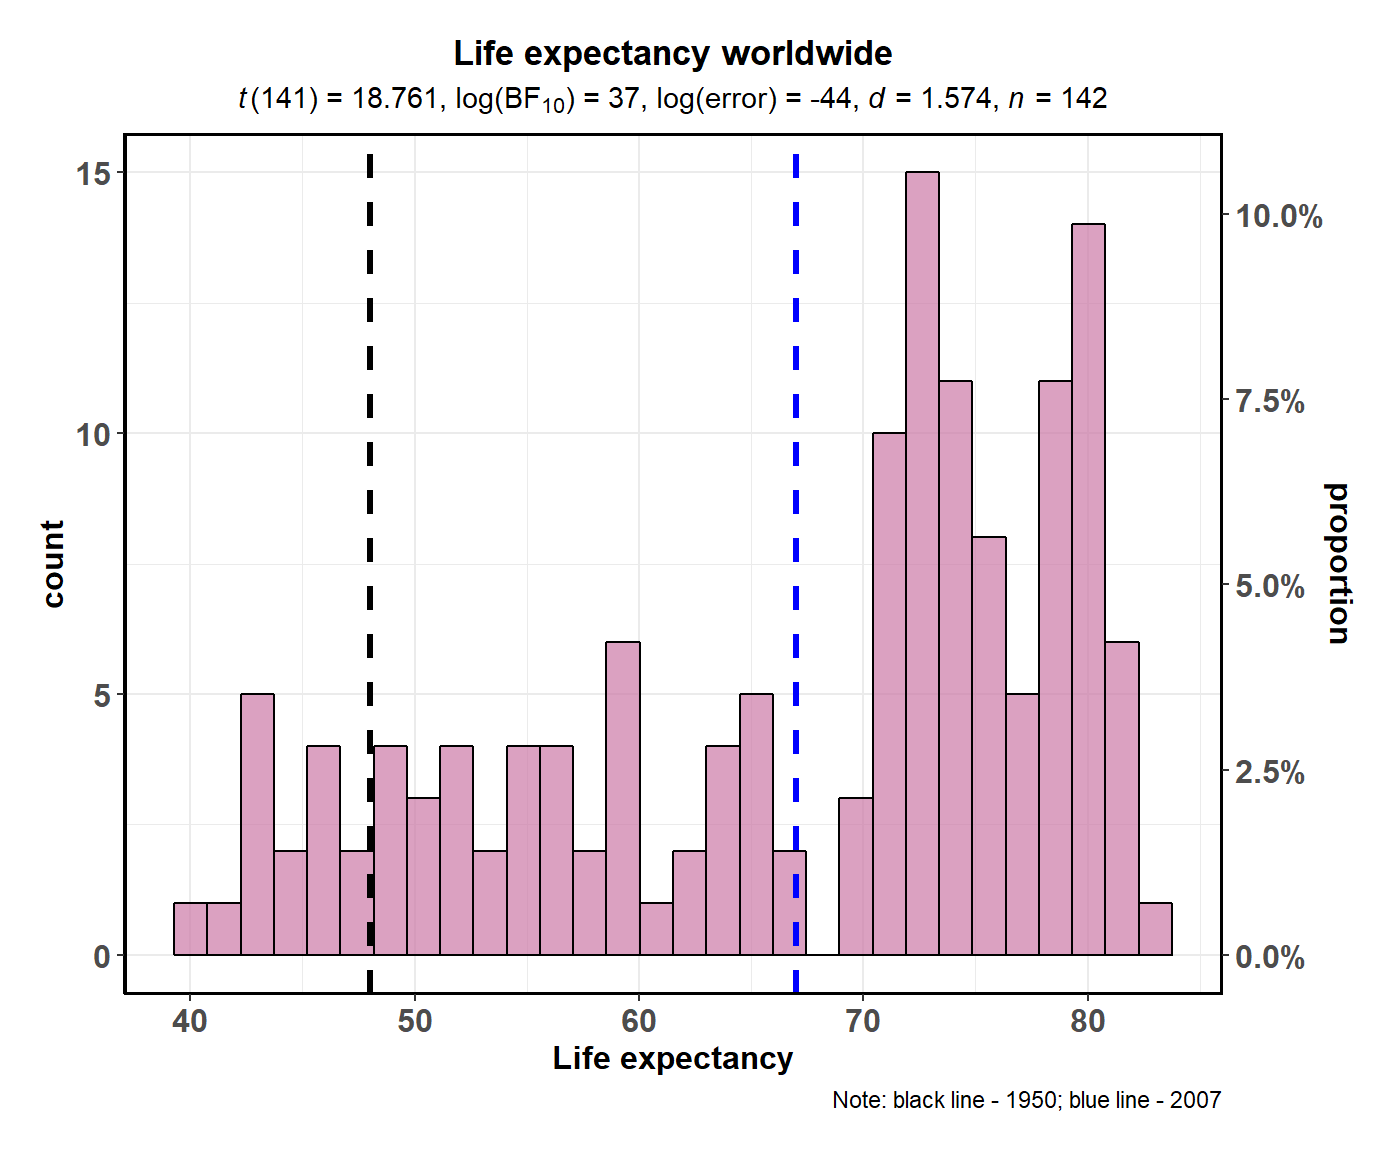 Life expectancy worldwide
t(141) = 18.761, log(BF10) = 37, log(error) = -44, d = 1.574, n = 142
15
10
5
0
count
10.0%
7.5%
5.0%
2.5%
0.0%
proportion
40 50 60 70 80
Life expectancy
Note: black line - 1950; blue line - 2007